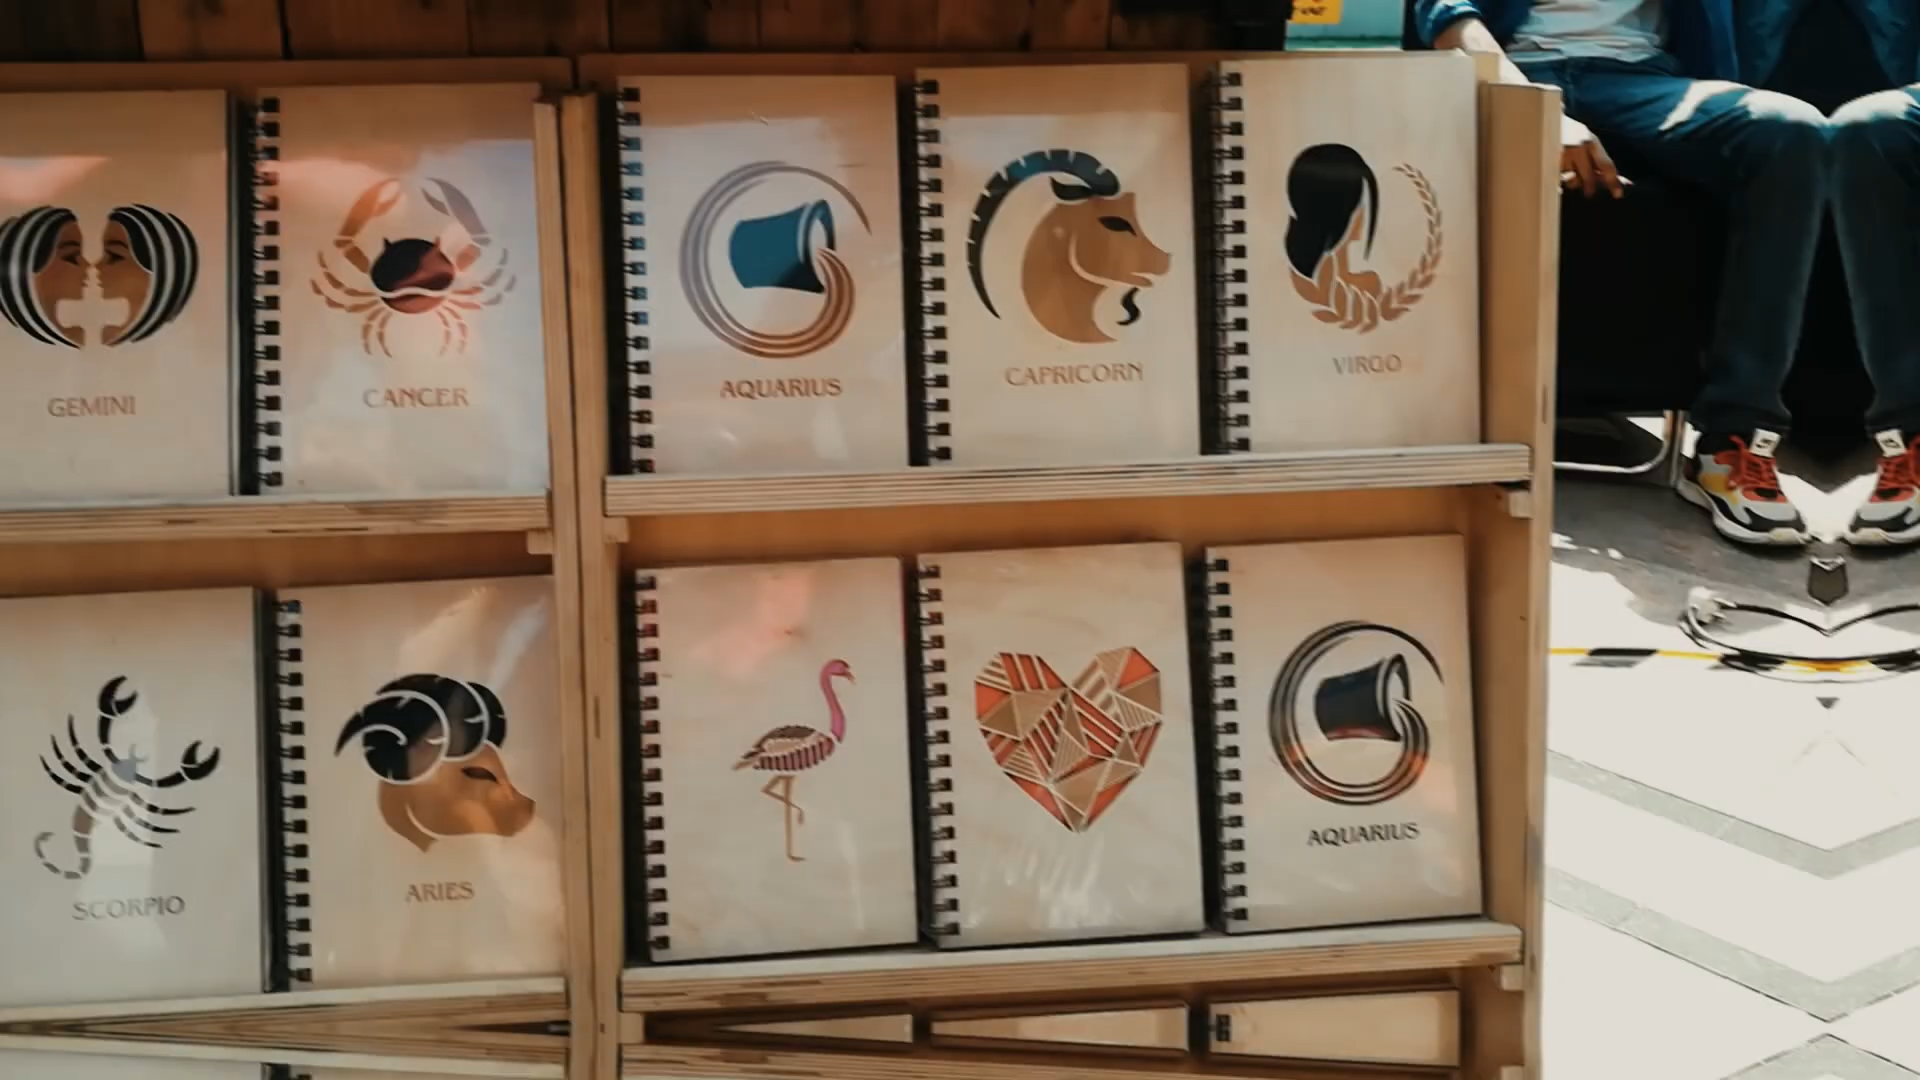 GEMINI
CANCER
AQUARIUS
CAPRICORN
VIRGO
SCORPIO
ARIES
AQUARIUS